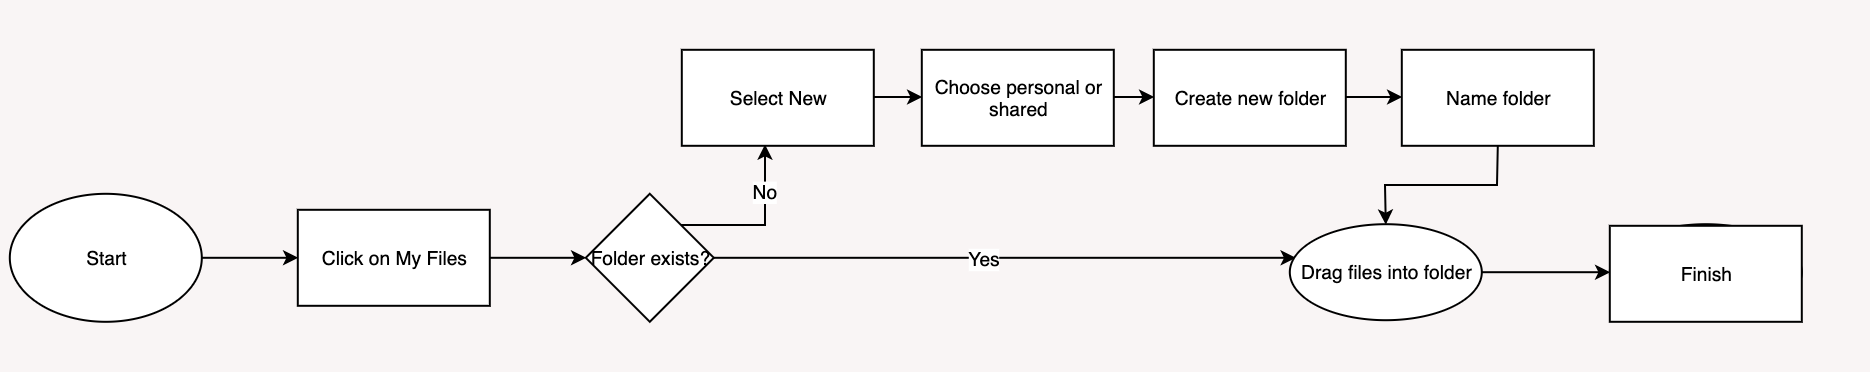 Start
Click on My Files
Folder exists?
No
Select New
Choose personal or
shared
Create new folder
Name folder
Yes
Drag files into folder
Finish